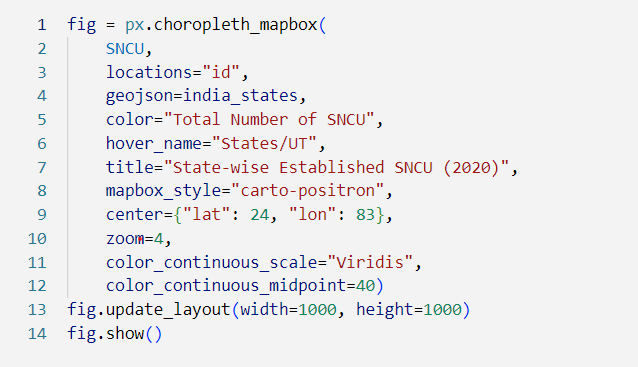 1 fig = px.choropleth_mapbox(
2 SNCU,
3 locations="id",
4 geojson=india_states,
5 color="Total Number of SNCU",
6 hover_name="States/UT",
7 title="State-wise Established SNCU (2020)",
8 mapbox_style="carto-positron",
9 center={"lat": 24, "lon": 83},
10 zoom=4,
11 color_continuous_scale="Viridis",
12 color_continuous_midpoint=40)
13 fig.update_layout(width=1000, height=1000)
14 fig.show()